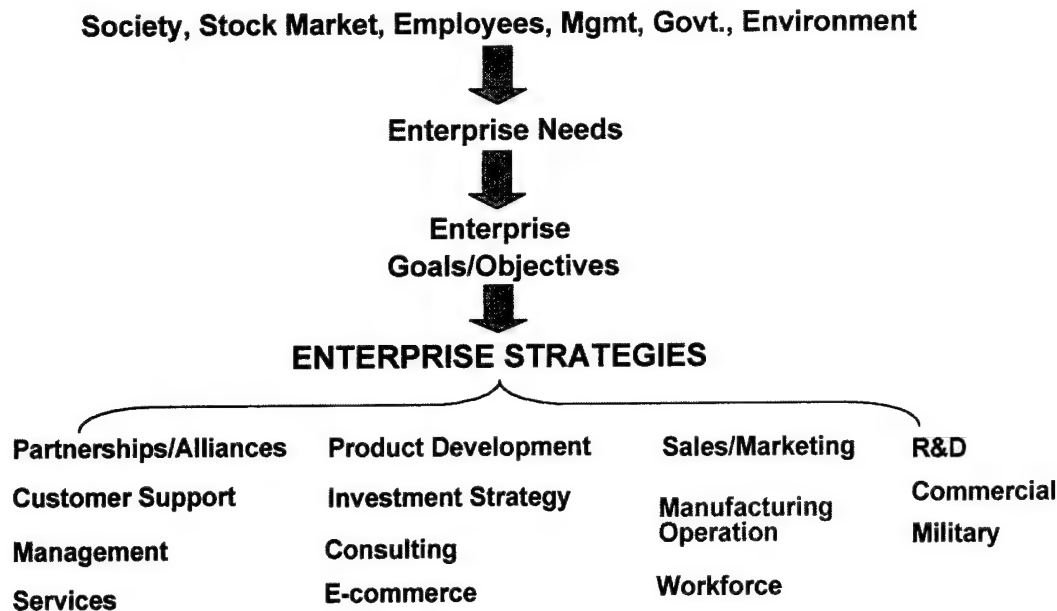 Society, Stock Market, Employees, Mgmt, Govt., Environment
Enterprise Needs
Enterprise
Goals/Objectives
ENTERPRISE STRATEGIES
Partnerships/Alliances
Customer Support
Management
Services
Product Development
Investment Strategy
Consulting
E-commerce
Sales/Marketing
Manufacturing
Operation
Workforce
R&D
Commercial
Military